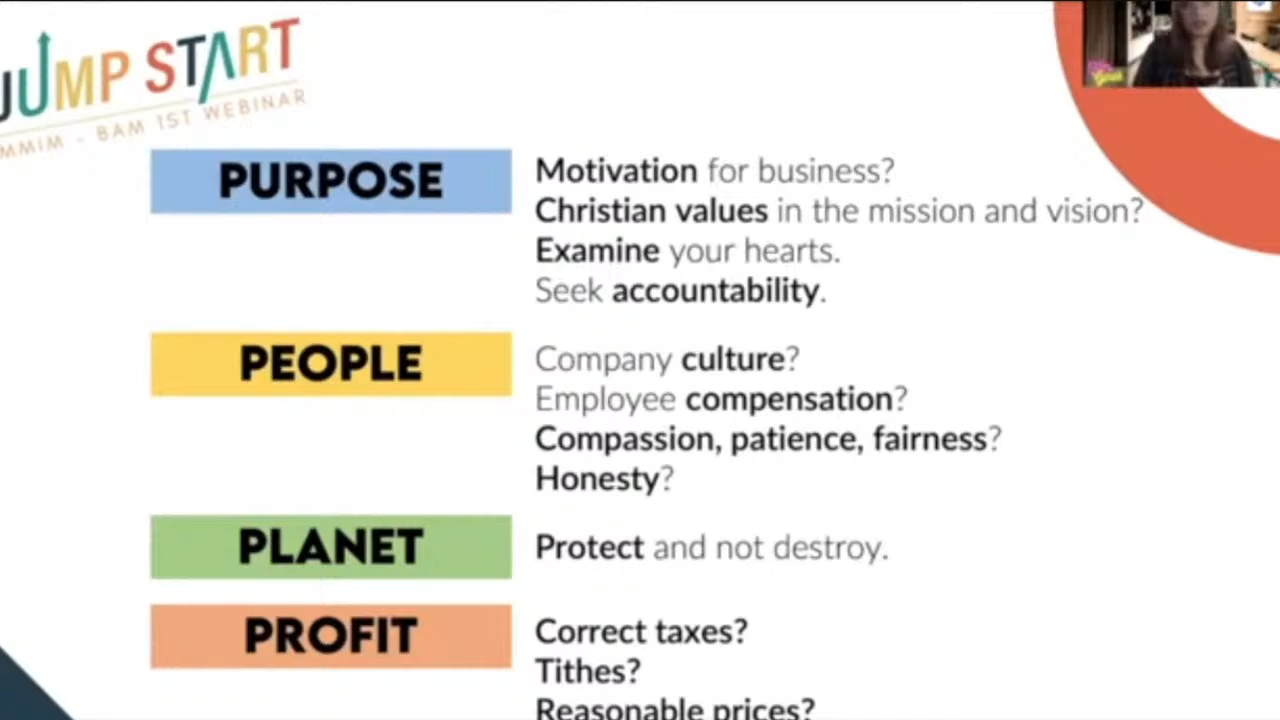 JUMP START
MMIM - BAM 1ST WEBINAR
PURPOSE
Motivation for business?
Christian values in the mission and vision?
Examine your hearts.
Seek accountability.
PEOPLE
Company culture?
Employee compensation?
Compassion, patience, fairness?
Honesty?
PLANET
Protect and not destroy.
PROFIT
Correct taxes?
Tithes?
Reasonable prices?